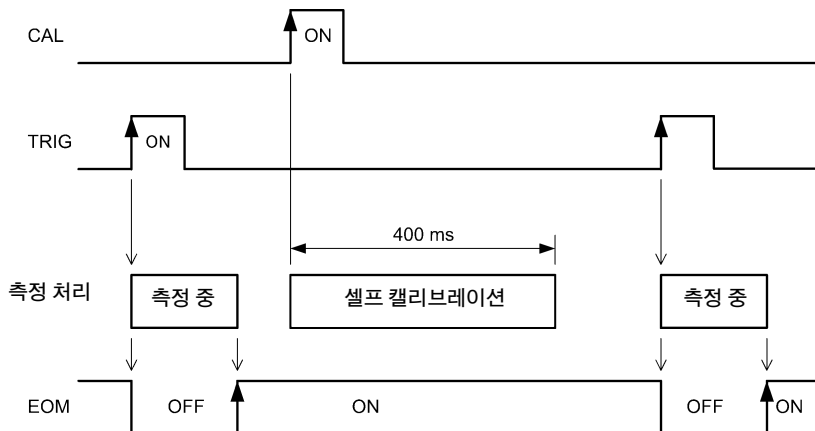 CAL
ON
TRIG
ON
400 ms
측정 처리
측정 중
셀프 캘리브레이션
측정 중
EOM
OFF
ON
OFF
ON